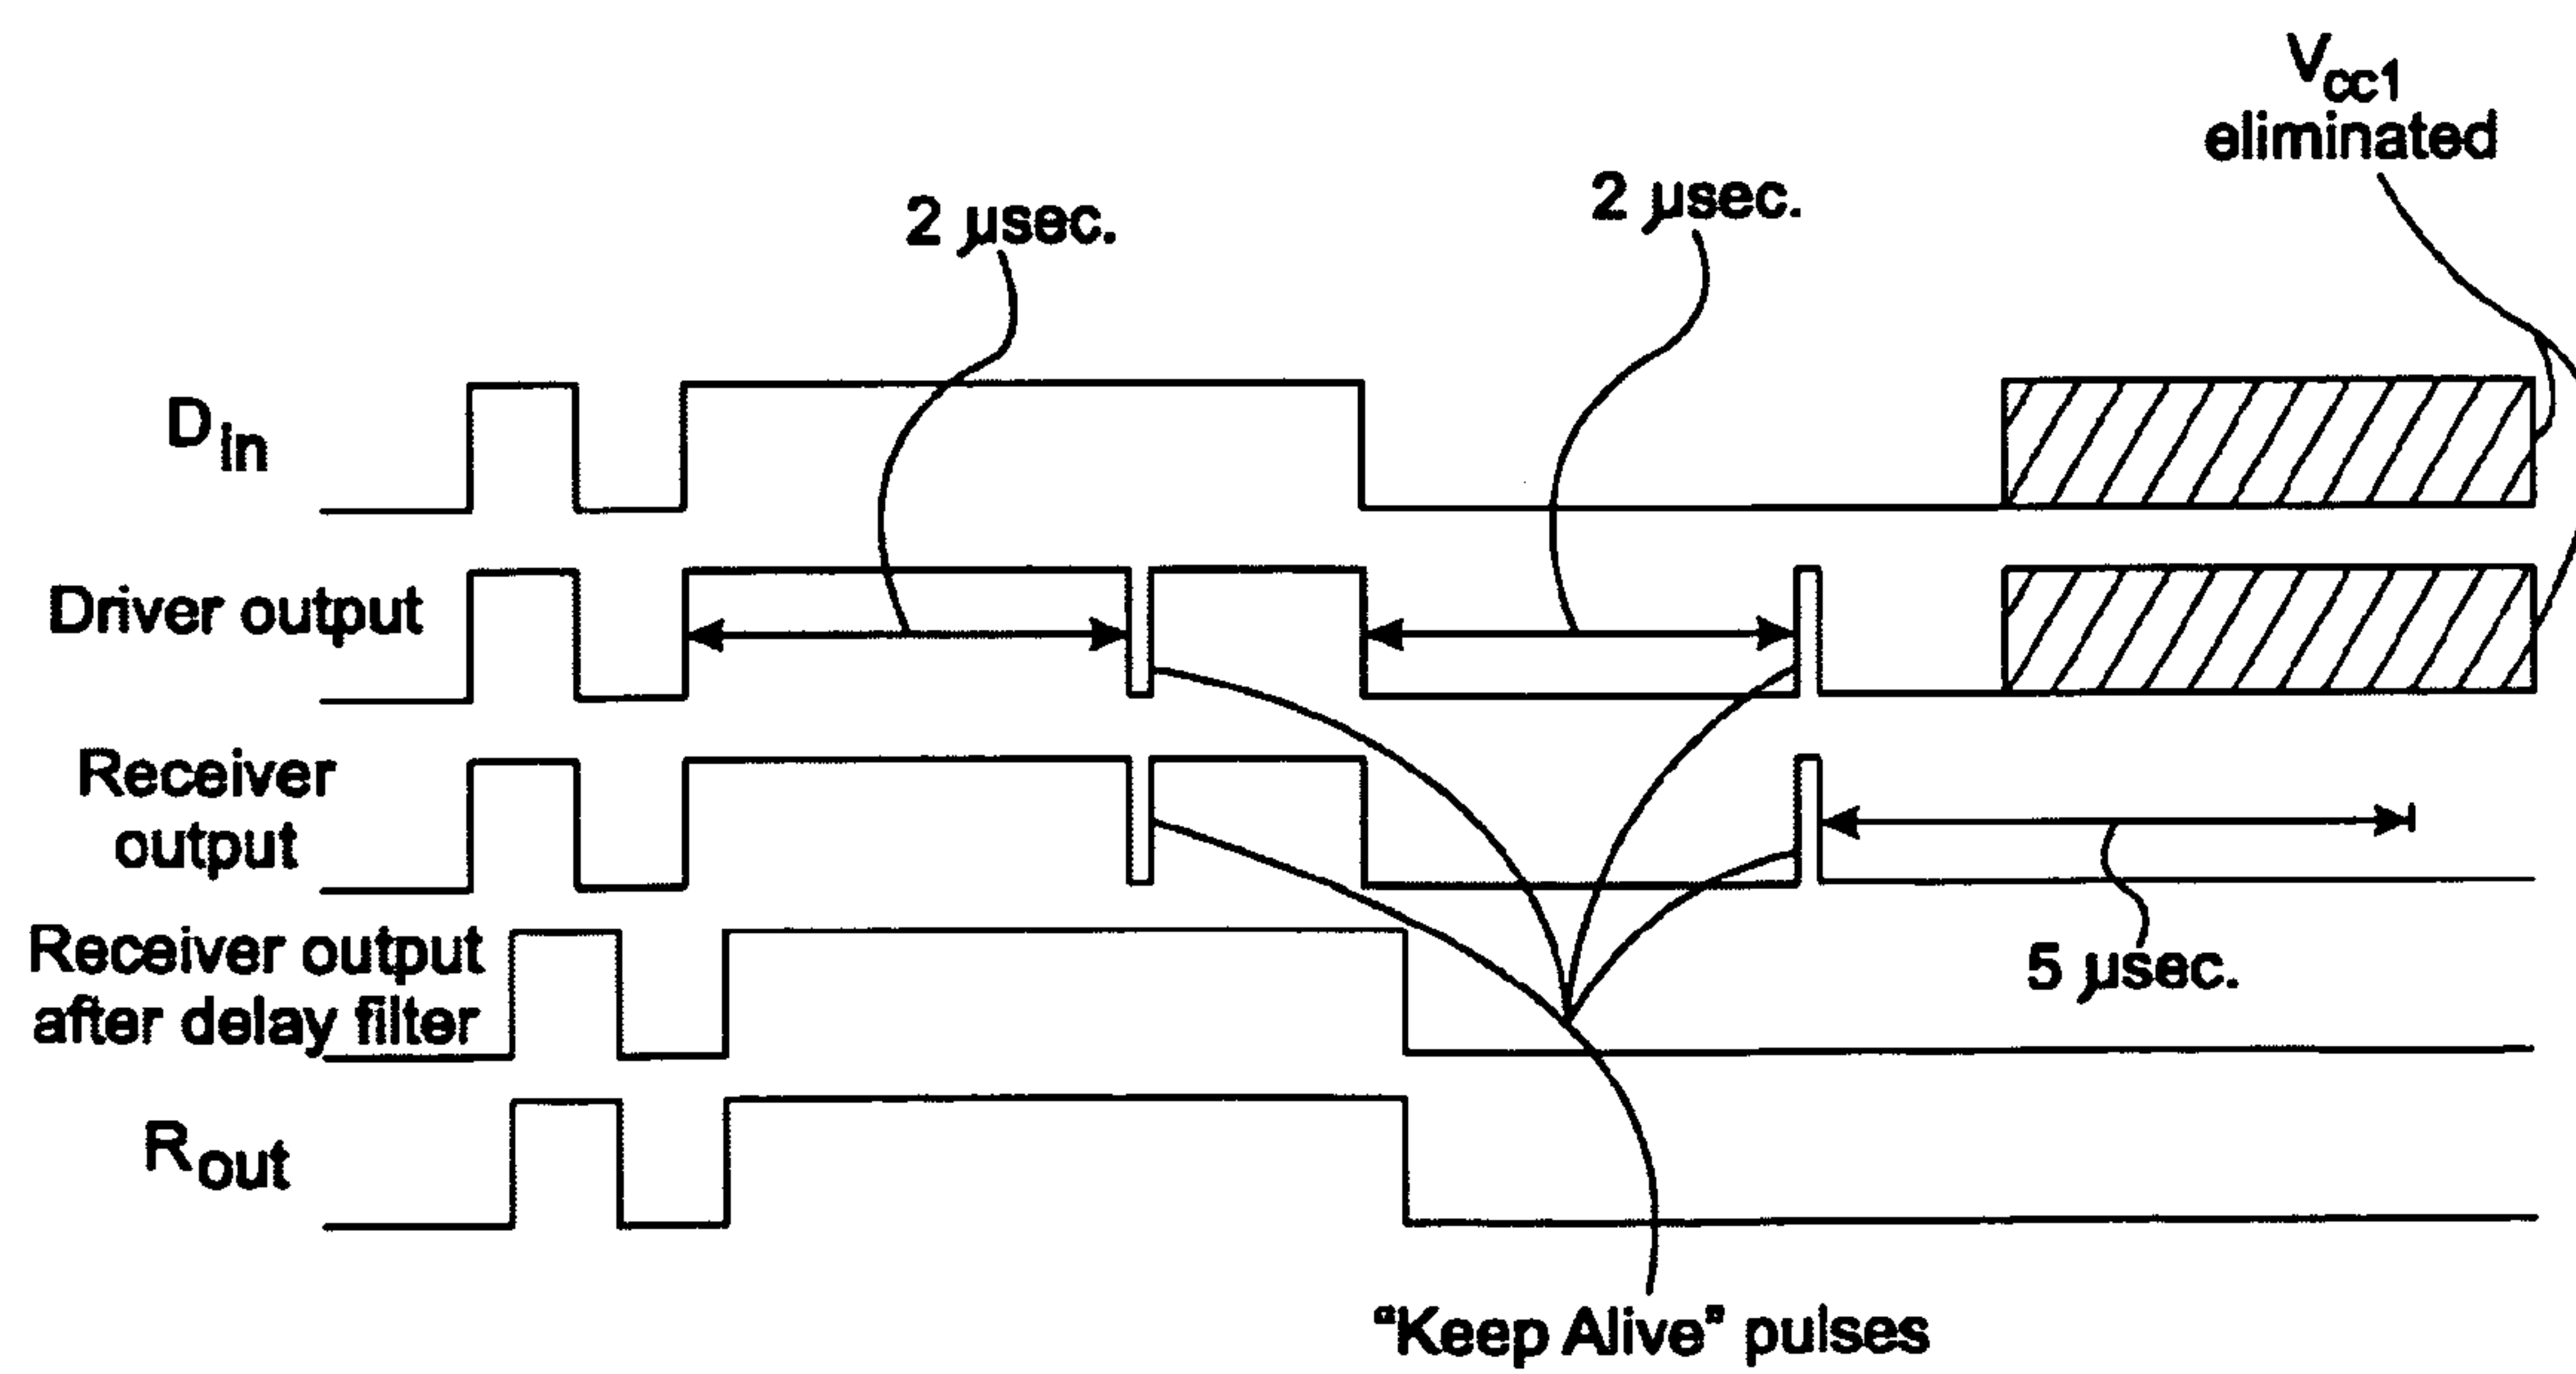 Vcc1
eliminated
2 µsec.
2 µsec.
Din
Driver output
Receiver
output
5 µsec.
Receiver output
after delay filter
Rout
“Keep Alive” pulses